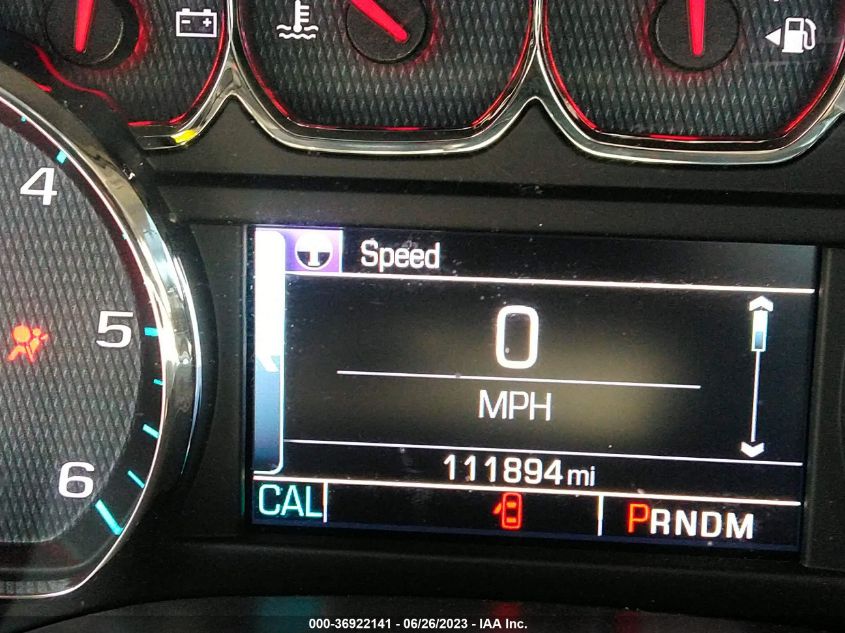 4
5
6
Speed
0
MPH
111894 mi
CAL
PRNDM
000-36922141 - 06/26/2023 - IAA Inc.